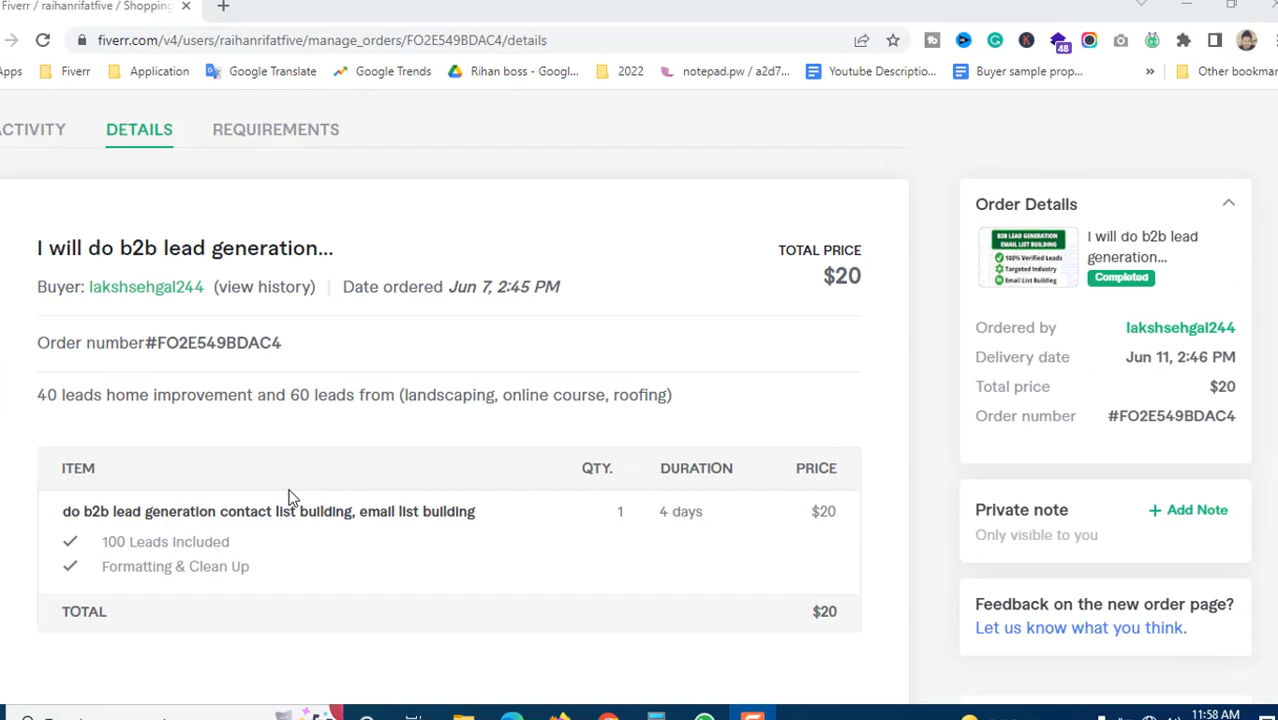 Fiverr / raihanrifatfive / Shopping
fiverr.com/v4/users/raihanrifatfive/manage_orders/FO2E549BDAC4/details
48
Apps
Fiverr
Application
Google Translate
Google Trends
Rihan boss - Googl...
2022
notepad.pw / a2d7...
Youtube Descriptio...
Buyer sample prop...
»
Other bookmar
ACTIVITY
DETAILS
REQUIREMENTS
I will do b2b lead generation...
TOTAL PRICE
$20
Buyer: lakshsehgal244 (view history) | Date ordered Jun 7, 2:45 PM
Order number#FO2E549BDAC4
40 leads home improvement and 60 leads from (landscaping, online course, roofing)
ITEM QTY. DURATION PRICE
do b2b lead generation contact list building, email list building 1 4 days $20
100 Leads Included
Formatting & Clean Up
TOTAL $20
Order Details
B2B LEAD GENERATION
EMAIL LIST BUILDING
100% Verified Leads
Targeted Industry
Email List Building
I will do b2b lead
generation...
Completed
Ordered by lakshsehgal244
Delivery date Jun 11, 2:46 PM
Total price $20
Order number #FO2E549BDAC4
Private note + Add Note
Only visible to you
Feedback on the new order page?
Let us know what you think.
11:58 AM